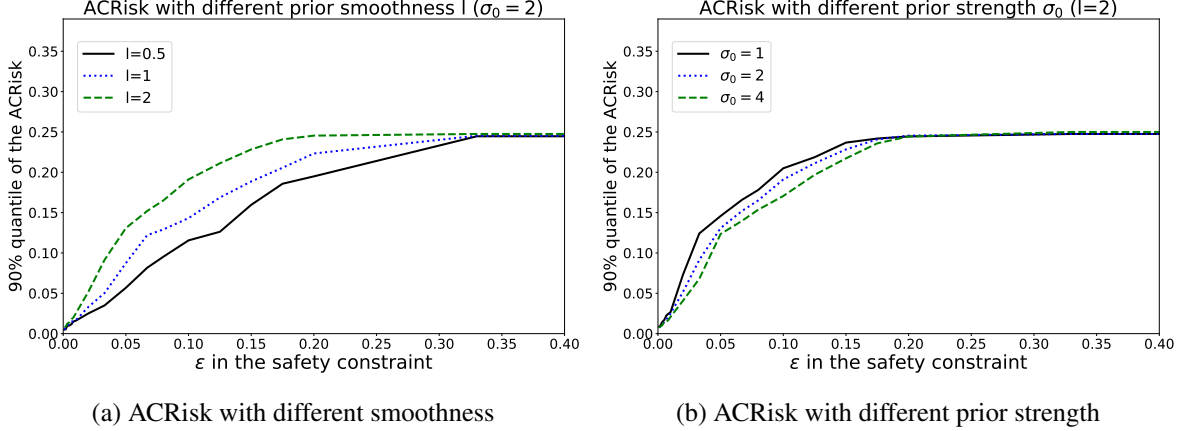 ACRisk with different prior smoothness l (σ₀ = 2)
90% quantile of the ACRisk
0.35
0.30
0.25
0.20
0.15
0.10
0.05
0.00
l=0.5
l=1
l=2
0.00 0.05 0.10 0.15 0.20 0.25 0.30 0.35 0.40
ε in the safety constraint
(a) ACRisk with different smoothness
ACRisk with different prior strength σ₀ (l=2)
90% quantile of the ACRisk
0.35
0.30
0.25
0.20
0.15
0.10
0.05
0.00
σ₀ = 1
σ₀ = 2
σ₀ = 4
0.00 0.05 0.10 0.15 0.20 0.25 0.30 0.35 0.40
ε in the safety constraint
(b) ACRisk with different prior strength